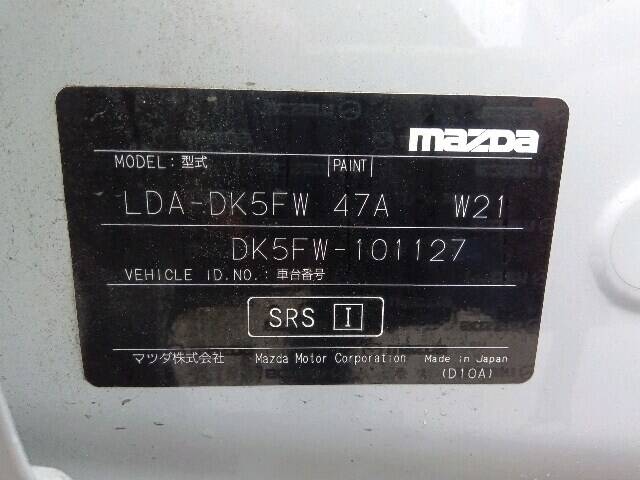 mazda
MODEL: 型式 PAINT
LDA-DK5FW 47A W21
DK5FW-101127
VEHICLE ID.NO.: 車台番号
SRS I
マツダ株式会社 Mazda Motor Corporation Made in Japan
(D10A)